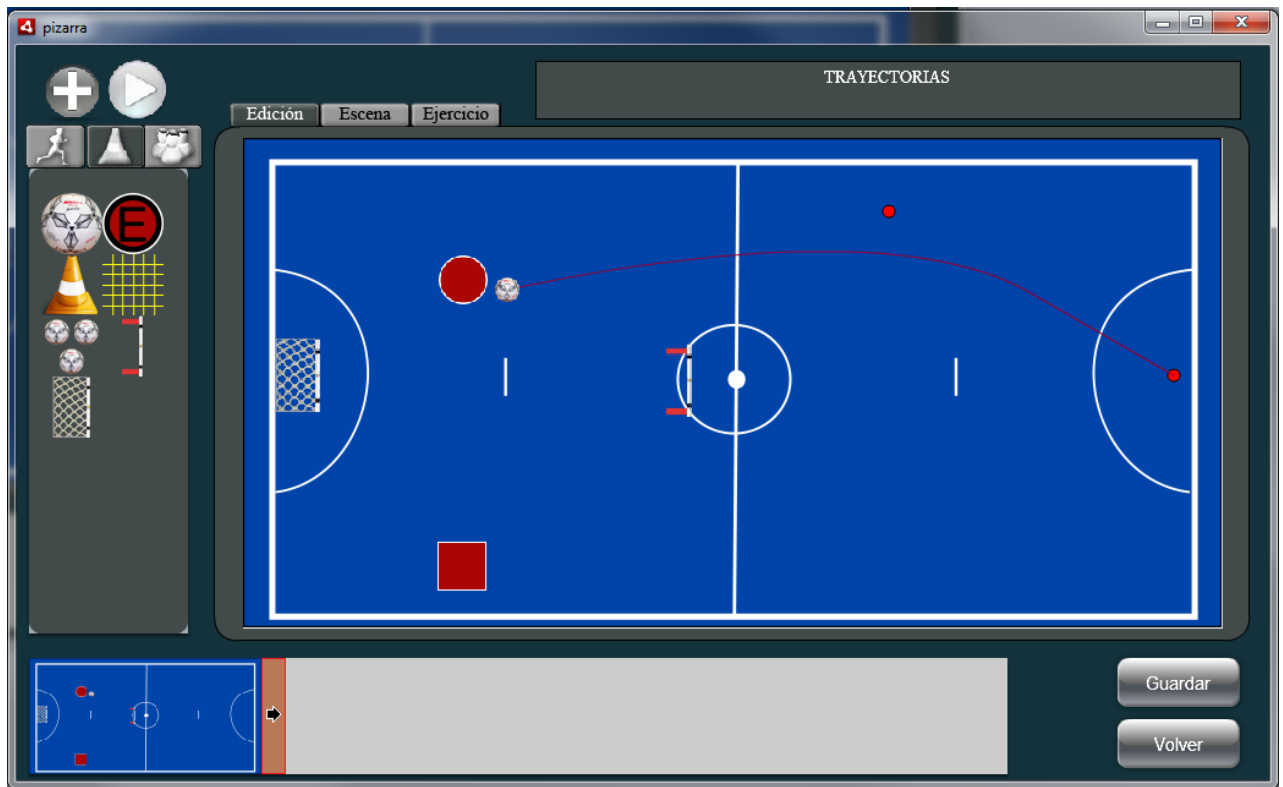 pizarra
TRAYECTORIAS
Edición Escena Ejercicio
E
Guardar
Volver